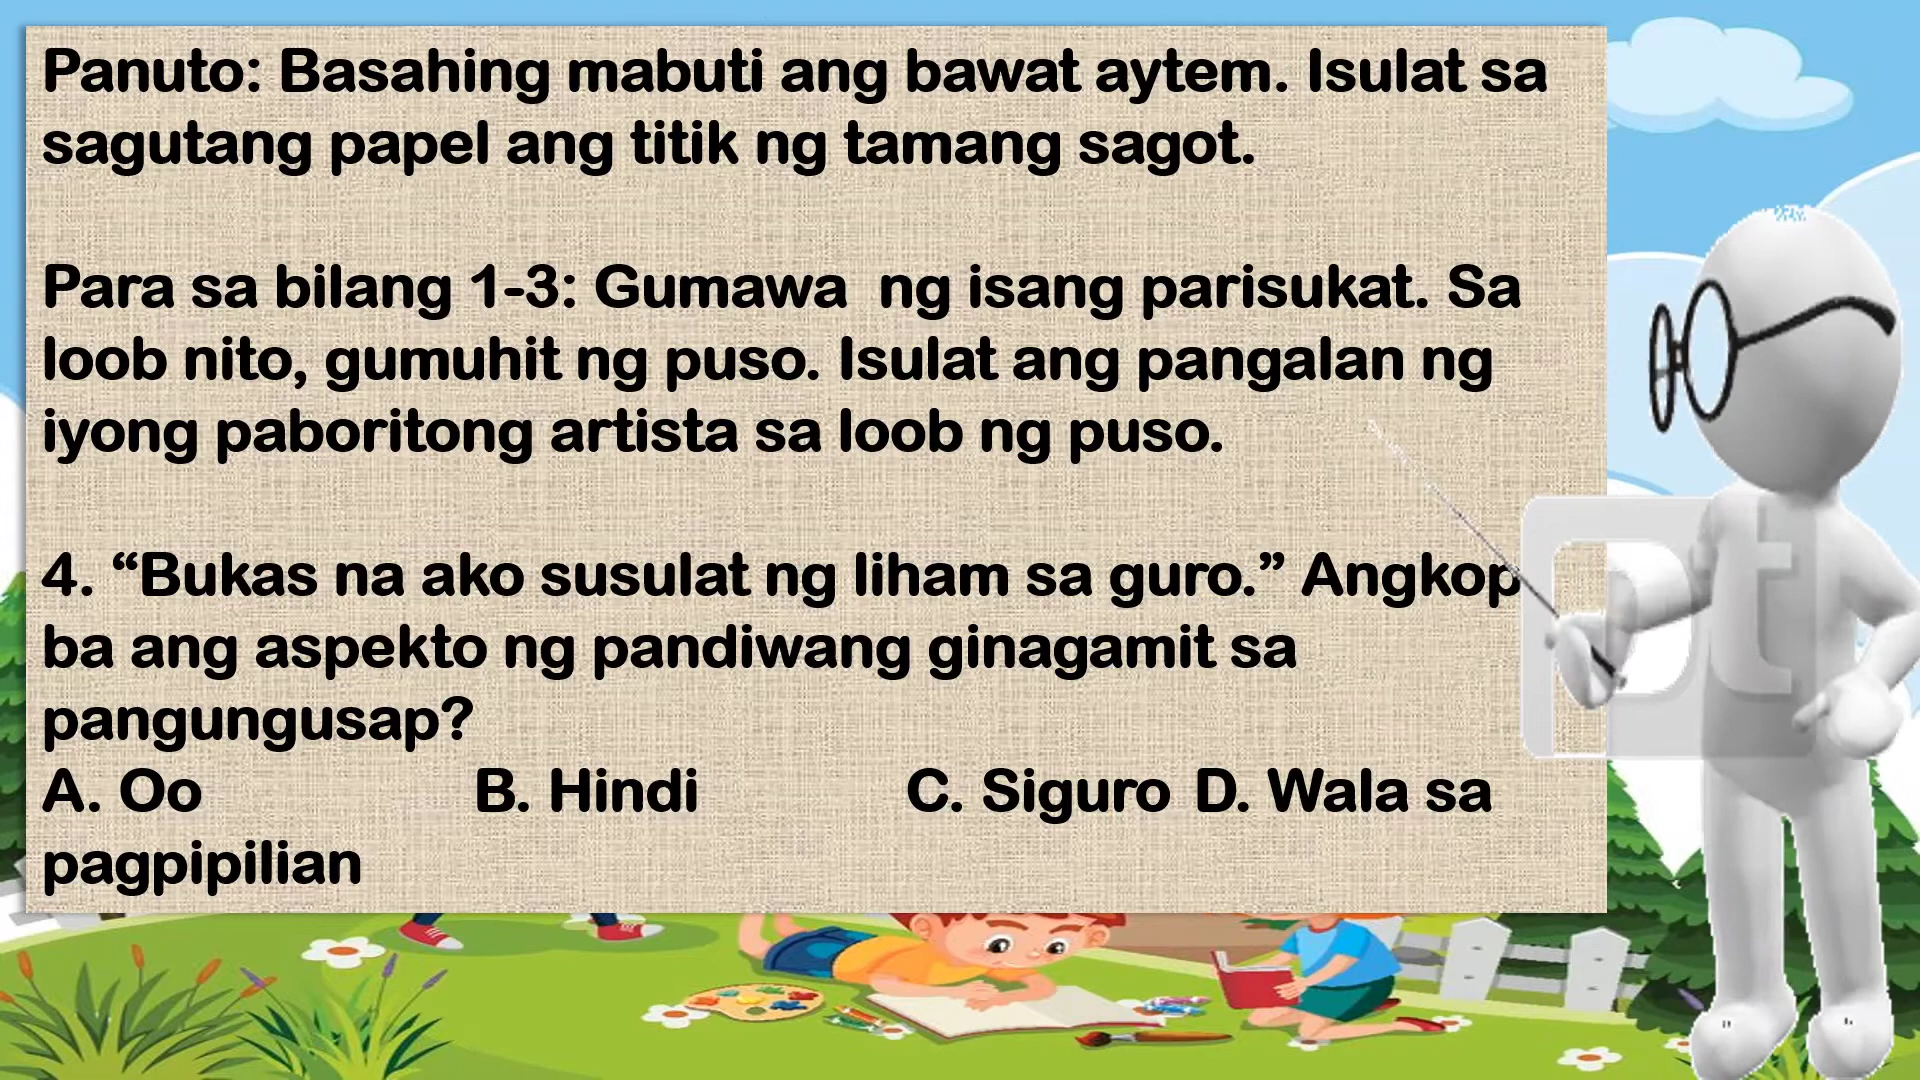 Panuto: Basahing mabuti ang bawat aytem. Isulat sa
sagutang papel ang titik ng tamang sagot.
Para sa bilang 1-3: Gumawa ng isang parisukat. Sa
loob nito, gumuhit ng puso. Isulat ang pangalan ng
iyong paboritong artista sa loob ng puso.
4. “Bukas na ako susulat ng liham sa guro.” Angkop
ba ang aspekto ng pandiwang ginagamit sa
pangungusap?
A. Oo B. Hindi C. Siguro D. Wala sa
pagpipilian